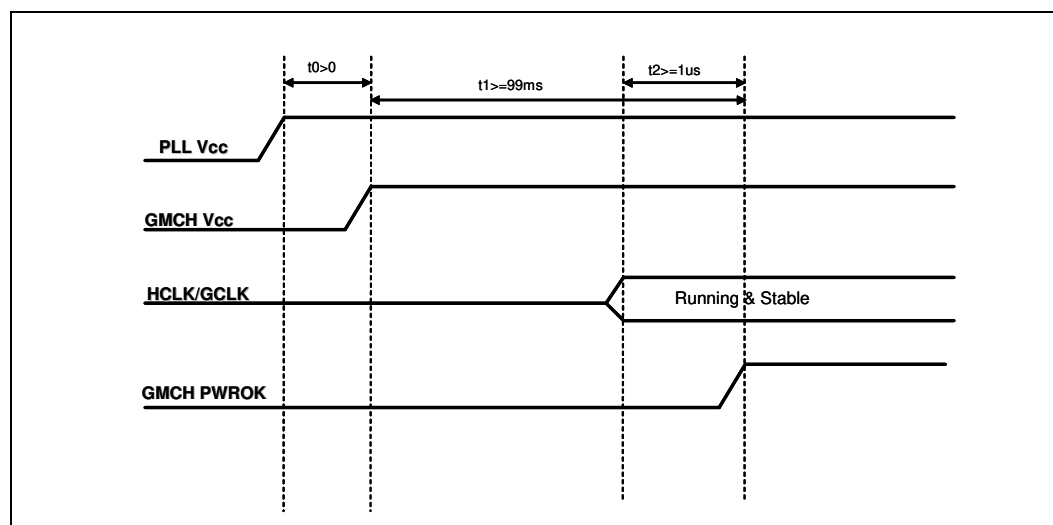 t0>0
t2>=1us
t1>=99ms
PLL Vcc
GMCH Vcc
HCLK/GCLK
Running & Stable
GMCH PWROK